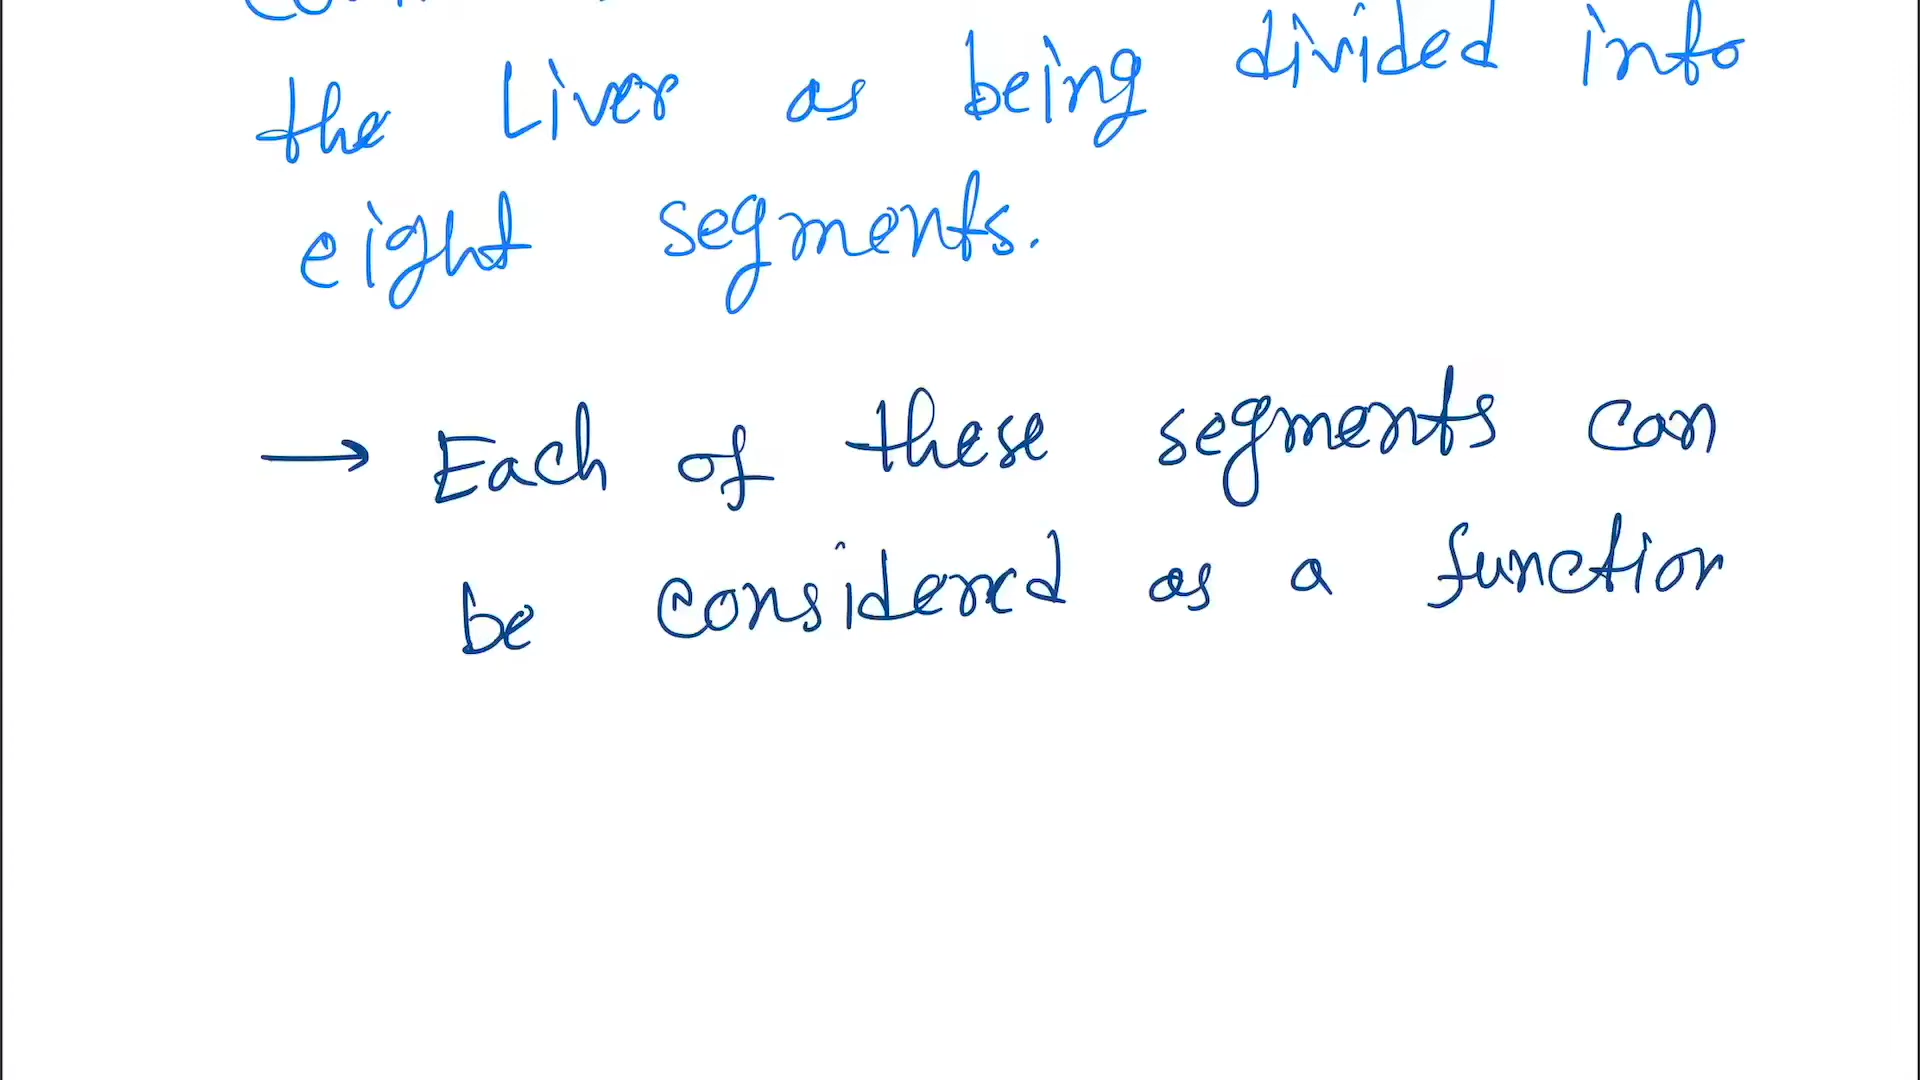 the Liver as being divided into
eight segments.
→ Each of these segments can
be considered as a function